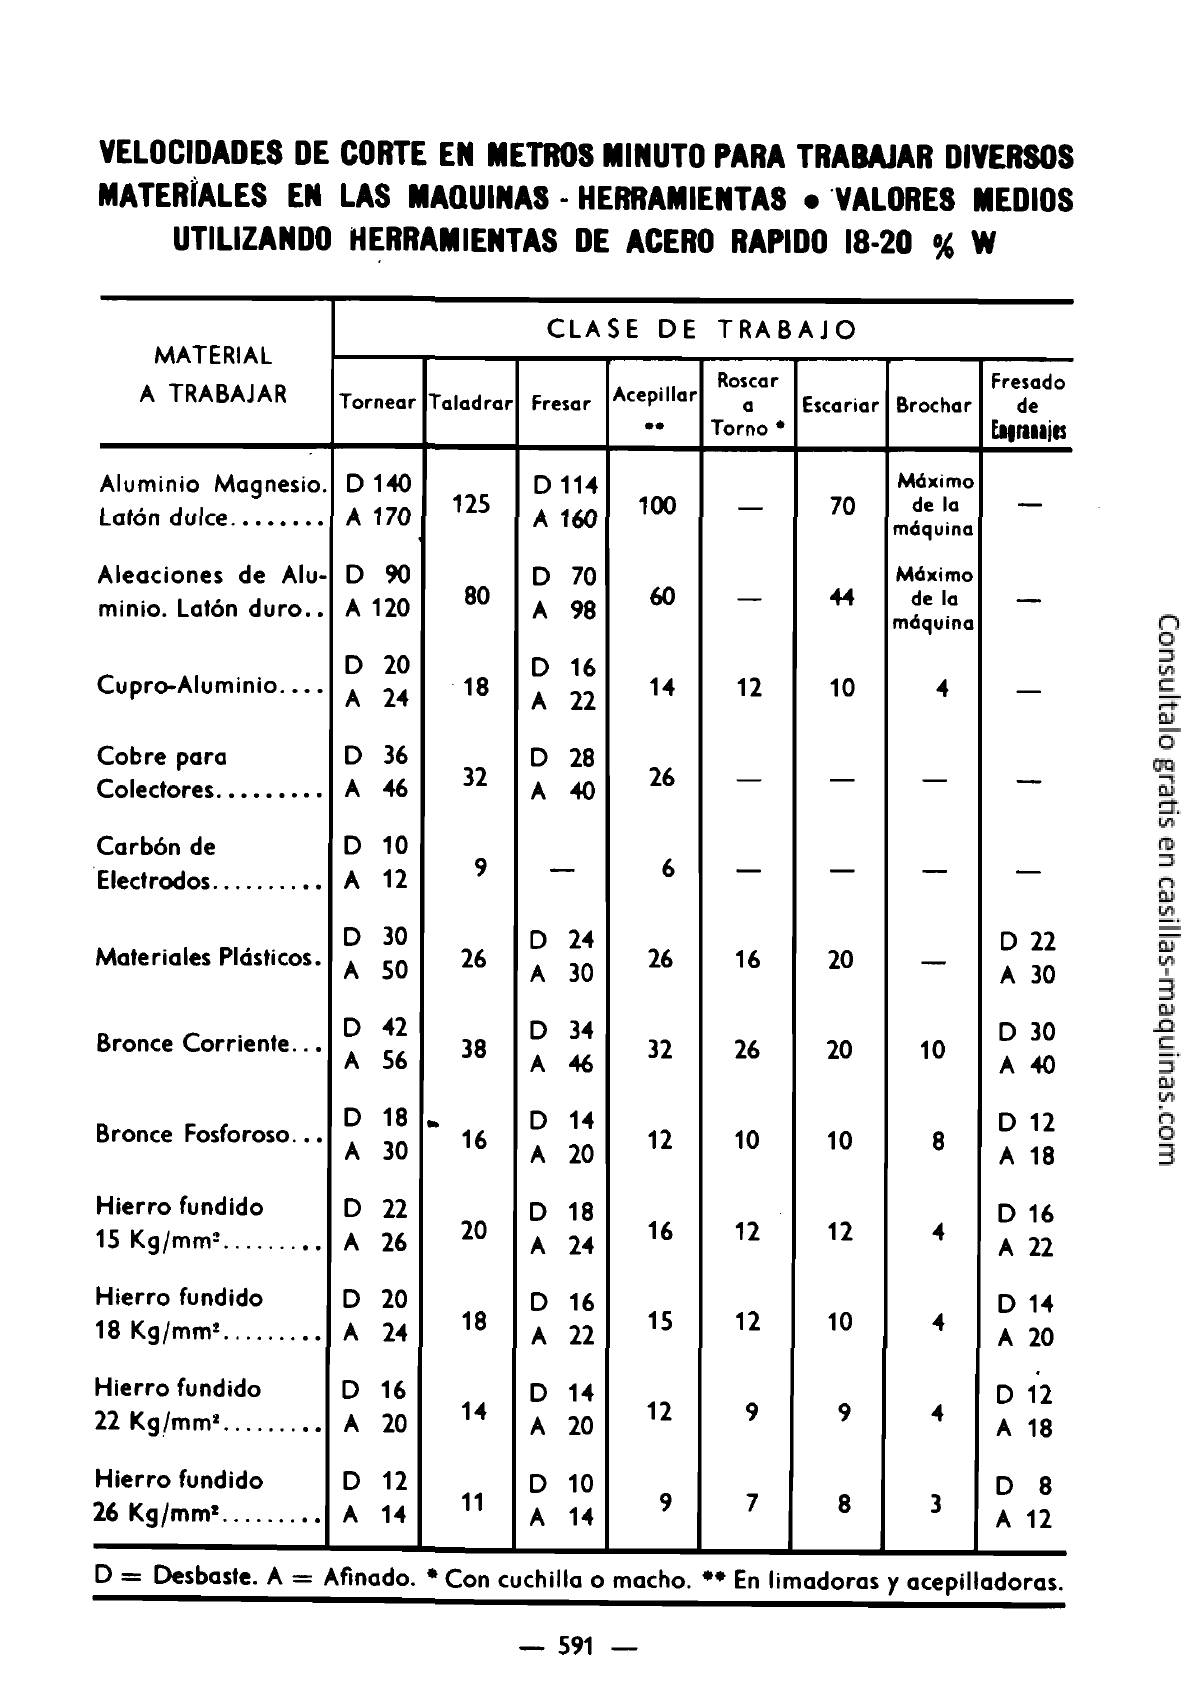 VELOCIDADES DE CORTE EN METROS MINUTO PARA TRABAJAR DIVERSOS
MATERIALES EN LAS MAQUINAS - HERRAMIENTAS • VALORES MEDIOS
UTILIZANDO HERRAMIENTAS DE ACERO RAPIDO 18-20 % W
MATERIAL
A TRABAJAR
CLASE DE TRABAJO
Tornear
Taladrar
Fresar
Acepillar
**
Roscar
a
Torno *
Escariar
Brochar
Fresado
de
Engranajes
Aluminio Magnesio.
Latón dulce........
D 140
A 170
125
D 114
A 160
100
—
70
Máximo
de la
máquina
—
Aleaciones de Alu-
minio. Latón duro..
D 90
A 120
80
D 70
A 98
60
—
44
Máximo
de la
máquina
—
Cupro-Aluminio....
D 20
A 24
18
D 16
A 22
14
12
10
4
—
Cobre para
Colectores.........
D 36
A 46
32
D 28
A 40
26
—
—
—
—
Carbón de
Electrodos..........
D 10
A 12
9
—
6
—
—
—
—
Materiales Plásticos.
D 30
A 50
26
D 24
A 30
26
16
20
—
D 22
A 30
Bronce Corriente...
D 42
A 56
38
D 34
A 46
32
26
20
10
D 30
A 40
Bronce Fosforoso...
D 18
A 30
16
D 14
A 20
12
10
10
8
D 12
A 18
Hierro fundido
15 Kg/mm².........
D 22
A 26
20
D 18
A 24
16
12
12
4
D 16
A 22
Hierro fundido
18 Kg/mm².........
D 20
A 24
18
D 16
A 22
15
12
10
4
D 14
A 20
Hierro fundido
22 Kg/mm².........
D 16
A 20
14
D 14
A 20
12
9
9
4
D 12
A 18
Hierro fundido
26 Kg/mm².........
D 12
A 14
11
D 10
A 14
9
7
8
3
D 8
A 12
D = Desbaste. A = Afinado. * Con cuchilla o macho. ** En limadoras y acepilladoras.
— 591 —
Consultalo gratis en casillas-maquinas.com